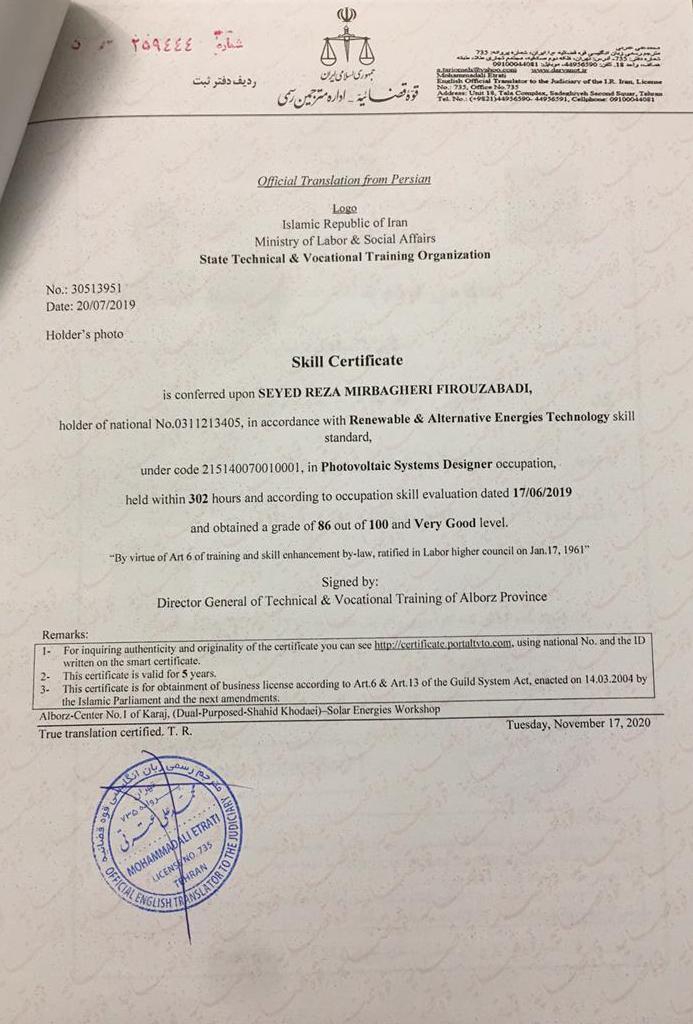 شماره ۲۵۹۴۴۴
ردیف دفتر ثبت
جمهوری اسلامی ایران
قوه قضائیه - اداره مترجمین رسمی
a.tarjomeh@yahoo.com www.darvanot.ir
Mohammadali Etrati
English Official Translator to the Judiciary of the I.R. Iran, License
No.: 735, Office No.735
Address: Unit 18, Tala Complex, Sadeghiyeh Second Squar, Tehran
Tel. No.: (+9821)44956590- 44956591, Cellphone: 09100044081
Official Translation from Persian
Logo
Islamic Republic of Iran
Ministry of Labor & Social Affairs
State Technical & Vocational Training Organization
No.: 30513951
Date: 20/07/2019
Holder's photo
Skill Certificate
is conferred upon SEYED REZA MIRBAGHERI FIROUZABADI,
holder of national No.0311213405, in accordance with Renewable & Alternative Energies Technology skill
standard,
under code 215140070010001, in Photovoltaic Systems Designer occupation,
held within 302 hours and according to occupation skill evaluation dated 17/06/2019
and obtained a grade of 86 out of 100 and Very Good level.
"By virtue of Art 6 of training and skill enhancement by-law, ratified in Labor higher council on Jan.17, 1961"
Signed by:
Director General of Technical & Vocational Training of Alborz Province
Remarks:
1- For inquiring authenticity and originality of the certificate you can see http://certificate.portaltvto.com, using national No. and the ID
written on the smart certificate.
2- This certificate is valid for 5 years.
3- This certificate is for obtainment of business license according to Art.6 & Art.13 of the Guild System Act, enacted on 14.03.2004 by
the Islamic Parliament and the next amendments.
Alborz-Center No.1 of Karaj, (Dual-Purposed-Shahid Khodaei)–Solar Energies Workshop
True translation certified. T. R.
Tuesday, November 17, 2020
مترجم رسمی زبان انگلیسی قوه قضائیه
تهران
پروانه ۷۳۵
محمدعلی عترتی
MOHAMMADALI ETRATI
LICENSE NO. 735
TEHRAN
OFFICIAL ENGLISH TRANSLATOR TO THE JUDICIARY